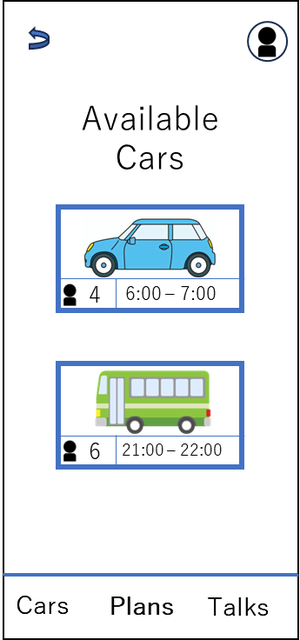 Available
Cars
4 6:00 – 7:00
6 21:00 – 22:00
Cars Plans Talks